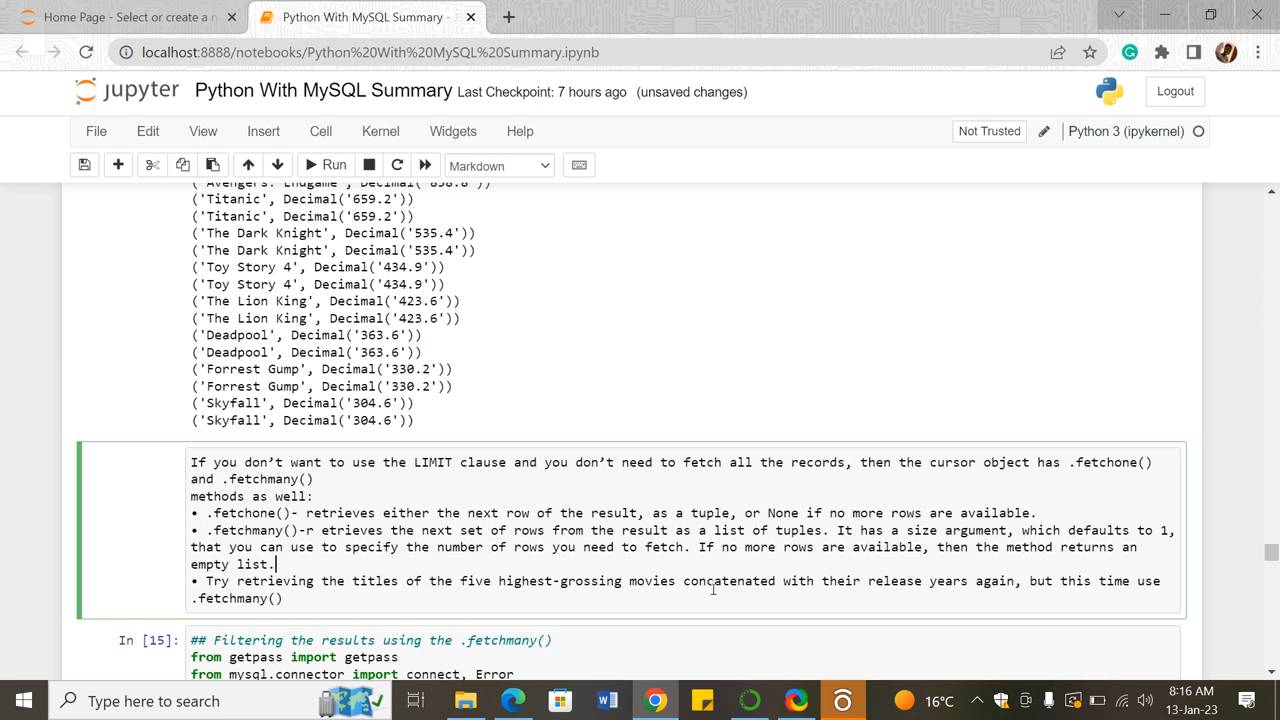 Home Page - Select or create a n
Python With MySQL Summary - J
localhost:8888/notebooks/Python%20With%20MySQL%20Summary.ipynb
jupyter Python With MySQL Summary Last Checkpoint: 7 hours ago (unsaved changes)
Logout
File Edit View Insert Cell Kernel Widgets Help
Not Trusted Python 3 (ipykernel)
Run Markdown
('Avengers: Endgame', Decimal('858.8'))
('Titanic', Decimal('659.2'))
('Titanic', Decimal('659.2'))
('The Dark Knight', Decimal('535.4'))
('The Dark Knight', Decimal('535.4'))
('Toy Story 4', Decimal('434.9'))
('Toy Story 4', Decimal('434.9'))
('The Lion King', Decimal('423.6'))
('The Lion King', Decimal('423.6'))
('Deadpool', Decimal('363.6'))
('Deadpool', Decimal('363.6'))
('Forrest Gump', Decimal('330.2'))
('Forrest Gump', Decimal('330.2'))
('Skyfall', Decimal('304.6'))
('Skyfall', Decimal('304.6'))
If you don’t want to use the LIMIT clause and you don’t need to fetch all the records, then the cursor object has .fetchone()
and .fetchmany()
methods as well:
• .fetchone()- retrieves either the next row of the result, as a tuple, or None if no more rows are available.
• .fetchmany()-r etrieves the next set of rows from the result as a list of tuples. It has a size argument, which defaults to 1,
that you can use to specify the number of rows you need to fetch. If no more rows are available, then the method returns an
empty list.
• Try retrieving the titles of the five highest-grossing movies concatenated with their release years again, but this time use
.fetchmany()
In [15]: ## Filtering the results using the .fetchmany()
from getpass import getpass
from mysql.connector import connect, Error
Type here to search
16°C
8:16 AM
13-Jan-23